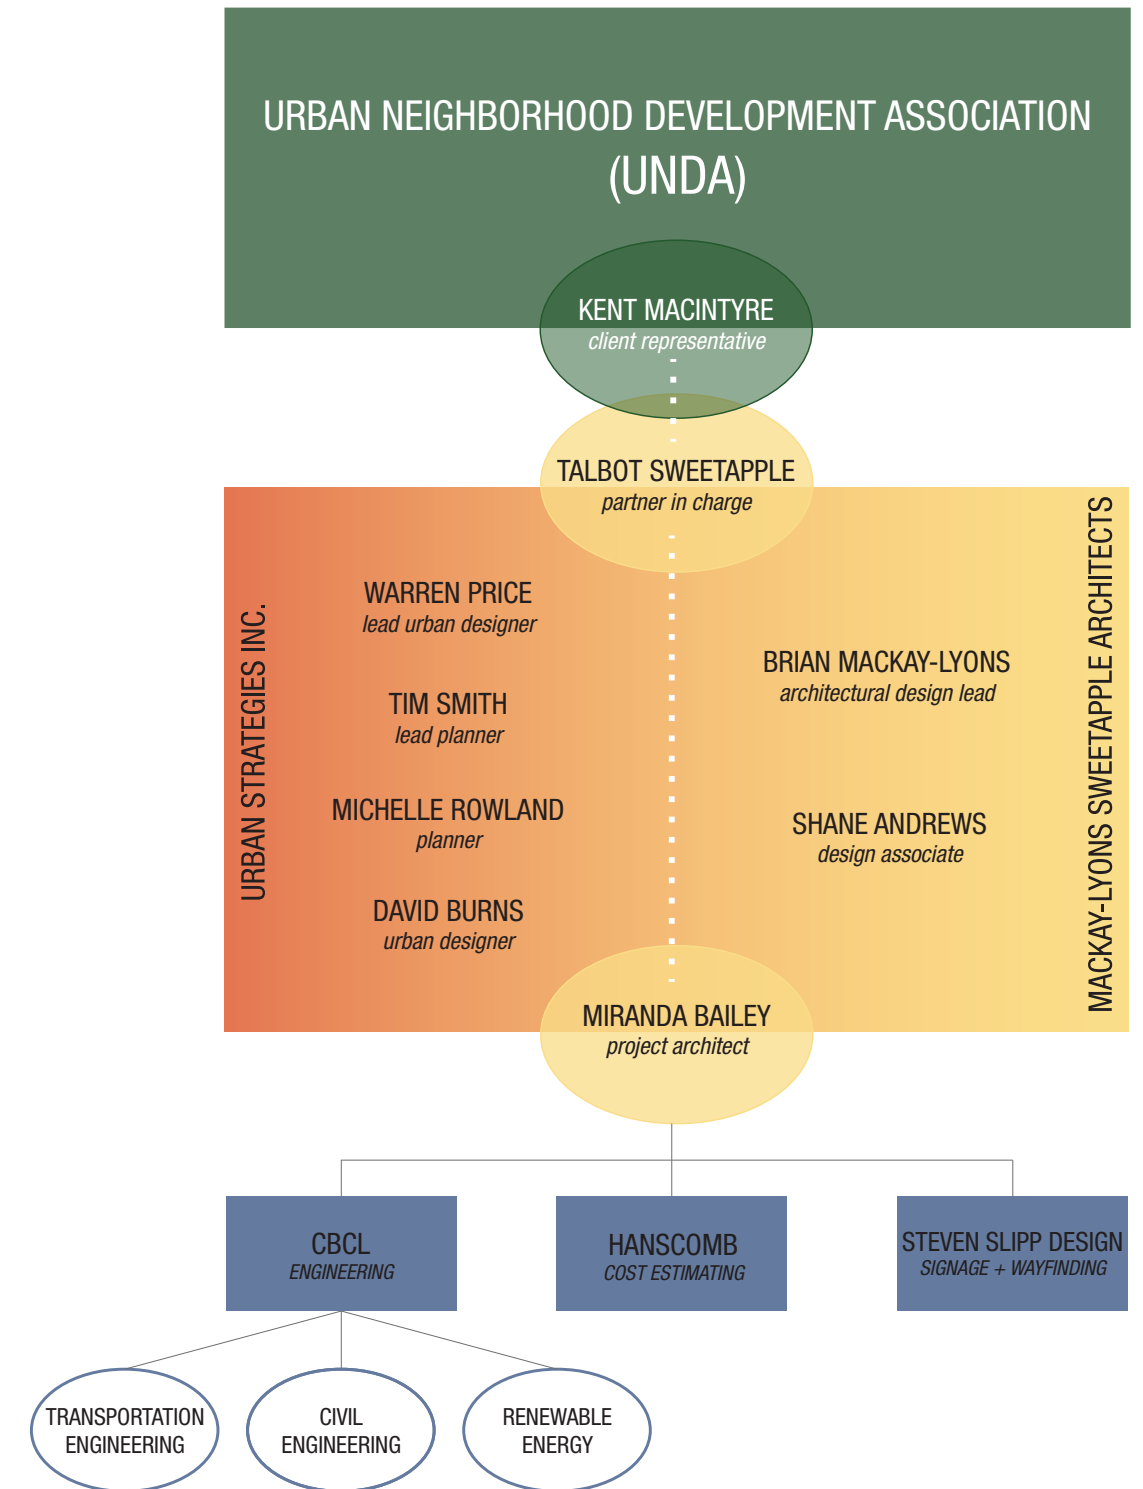 URBAN NEIGHBORHOOD DEVELOPMENT ASSOCIATION
(UNDA)
KENT MACINTYRE
client representative
TALBOT SWEETAPPLE
partner in charge
URBAN STRATEGIES INC.
WARREN PRICE
lead urban designer
TIM SMITH
lead planner
MICHELLE ROWLAND
planner
DAVID BURNS
urban designer
BRIAN MACKAY-LYONS
architectural design lead
SHANE ANDREWS
design associate
MACKAY-LYONS SWEETAPPLE ARCHITECTS
MIRANDA BAILEY
project architect
CBCL
ENGINEERING
HANSCOMB
COST ESTIMATING
STEVEN SLIPP DESIGN
SIGNAGE + WAYFINDING
TRANSPORTATION
ENGINEERING
CIVIL
ENGINEERING
RENEWABLE
ENERGY